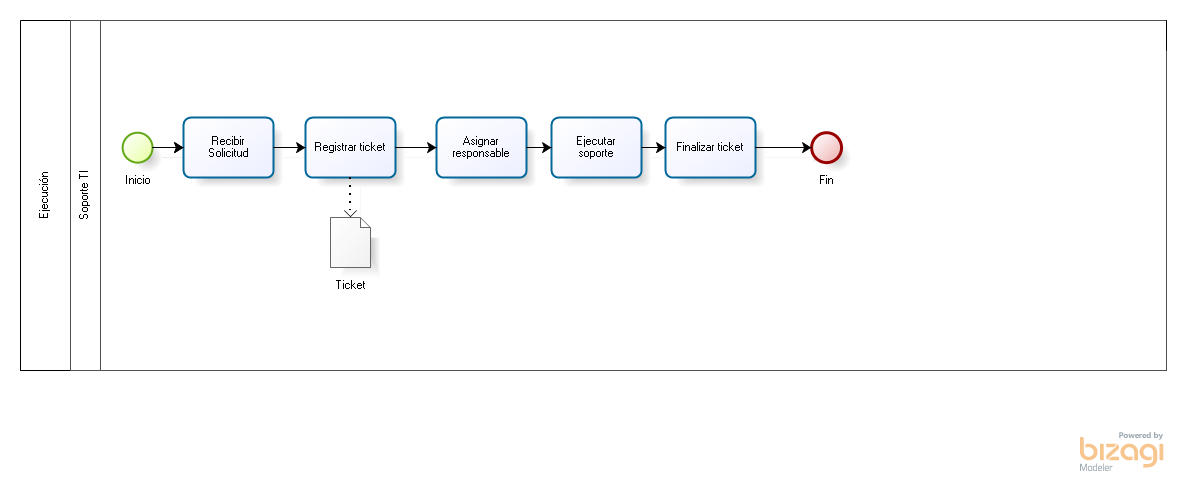 Ejecución
Soporte TI
Inicio
Recibir
Solicitud
Registrar ticket
Asignar
responsable
Ejecutar
soporte
Finalizar ticket
Fin
Ticket
Powered by
bizagi
Modeler